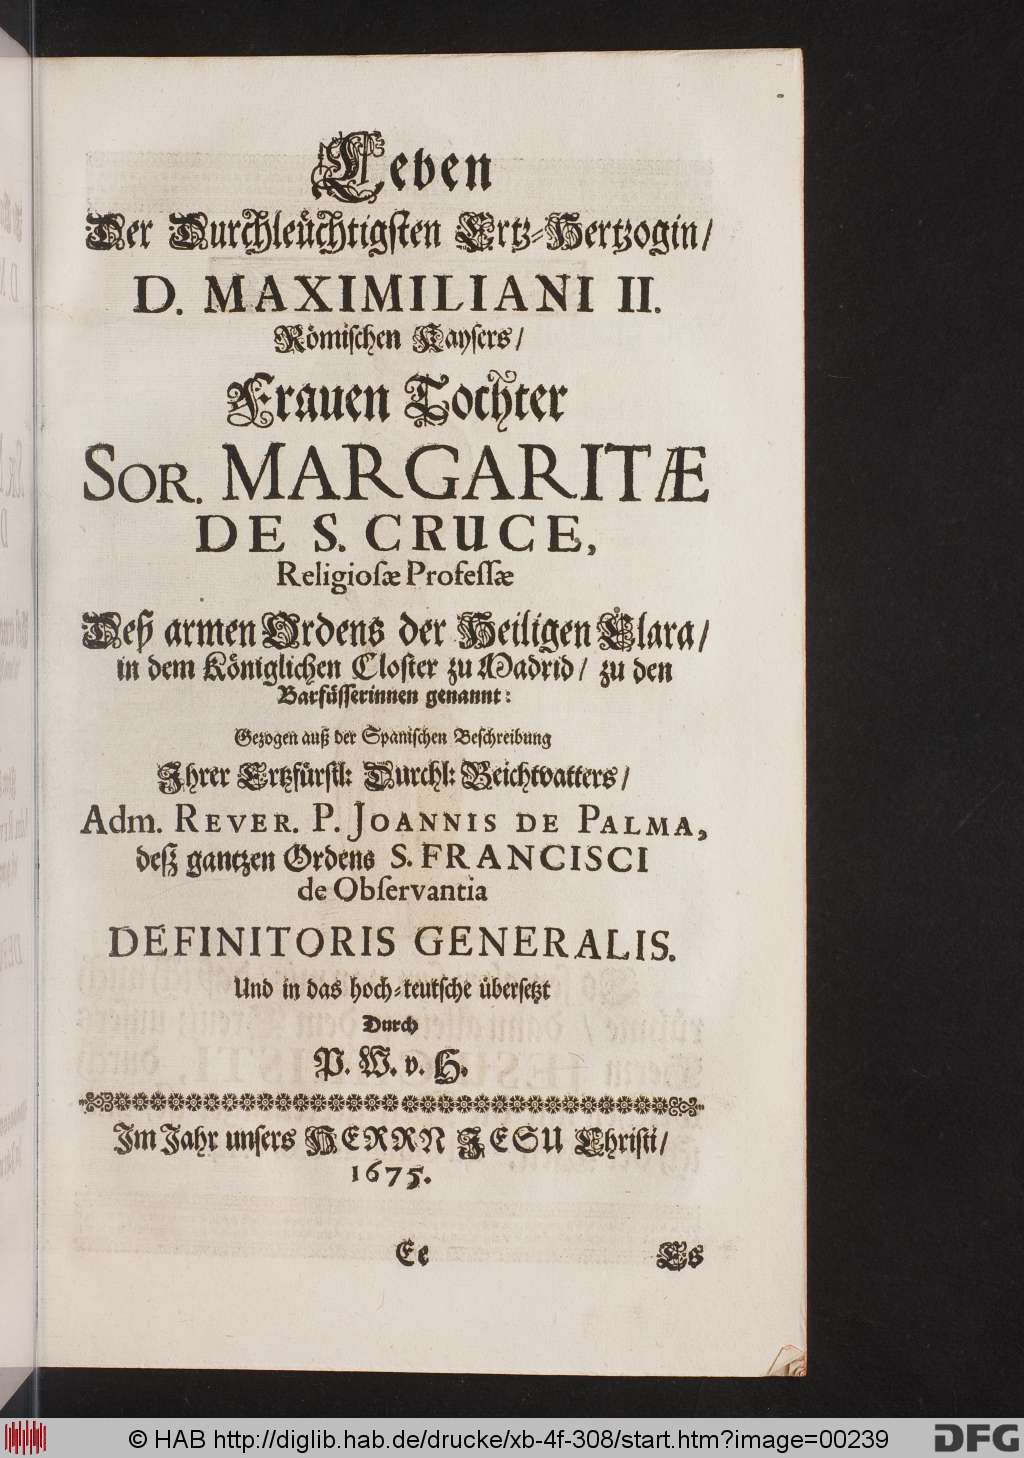 Leben
Der Durchleüchtigsten Ertz-Hertzogin/
D. MAXIMILIANI II.
Römischen Kaysers/
Frauen Tochter
SOR. MARGARITÆ
DE S. CRUCE,
Religiosæ Professæ
Deß armen Ordens der Heiligen Clara/
in dem Königlichen Closter zu Madrid/ zu den
Barfüsserinnen genannt:
Gezogen auß der Spanischen Beschreibung
Ihrer Ertzfürstl: Durchl: Beichtvatters/
Adm. REVER. P. JOANNIS DE PALMA,
deß gantzen Ordens S. FRANCISCI
de Observantia
DEFINITORIS GENERALIS.
Und in das hoch-teutsche übersetzt
Durch
P. W. v. H.
Im Jahr unsers HERRN JESU Christi/
1675.
Ee Es
© HAB http://diglib.hab.de/drucke/xb-4f-308/start.htm?image=00239
DFG